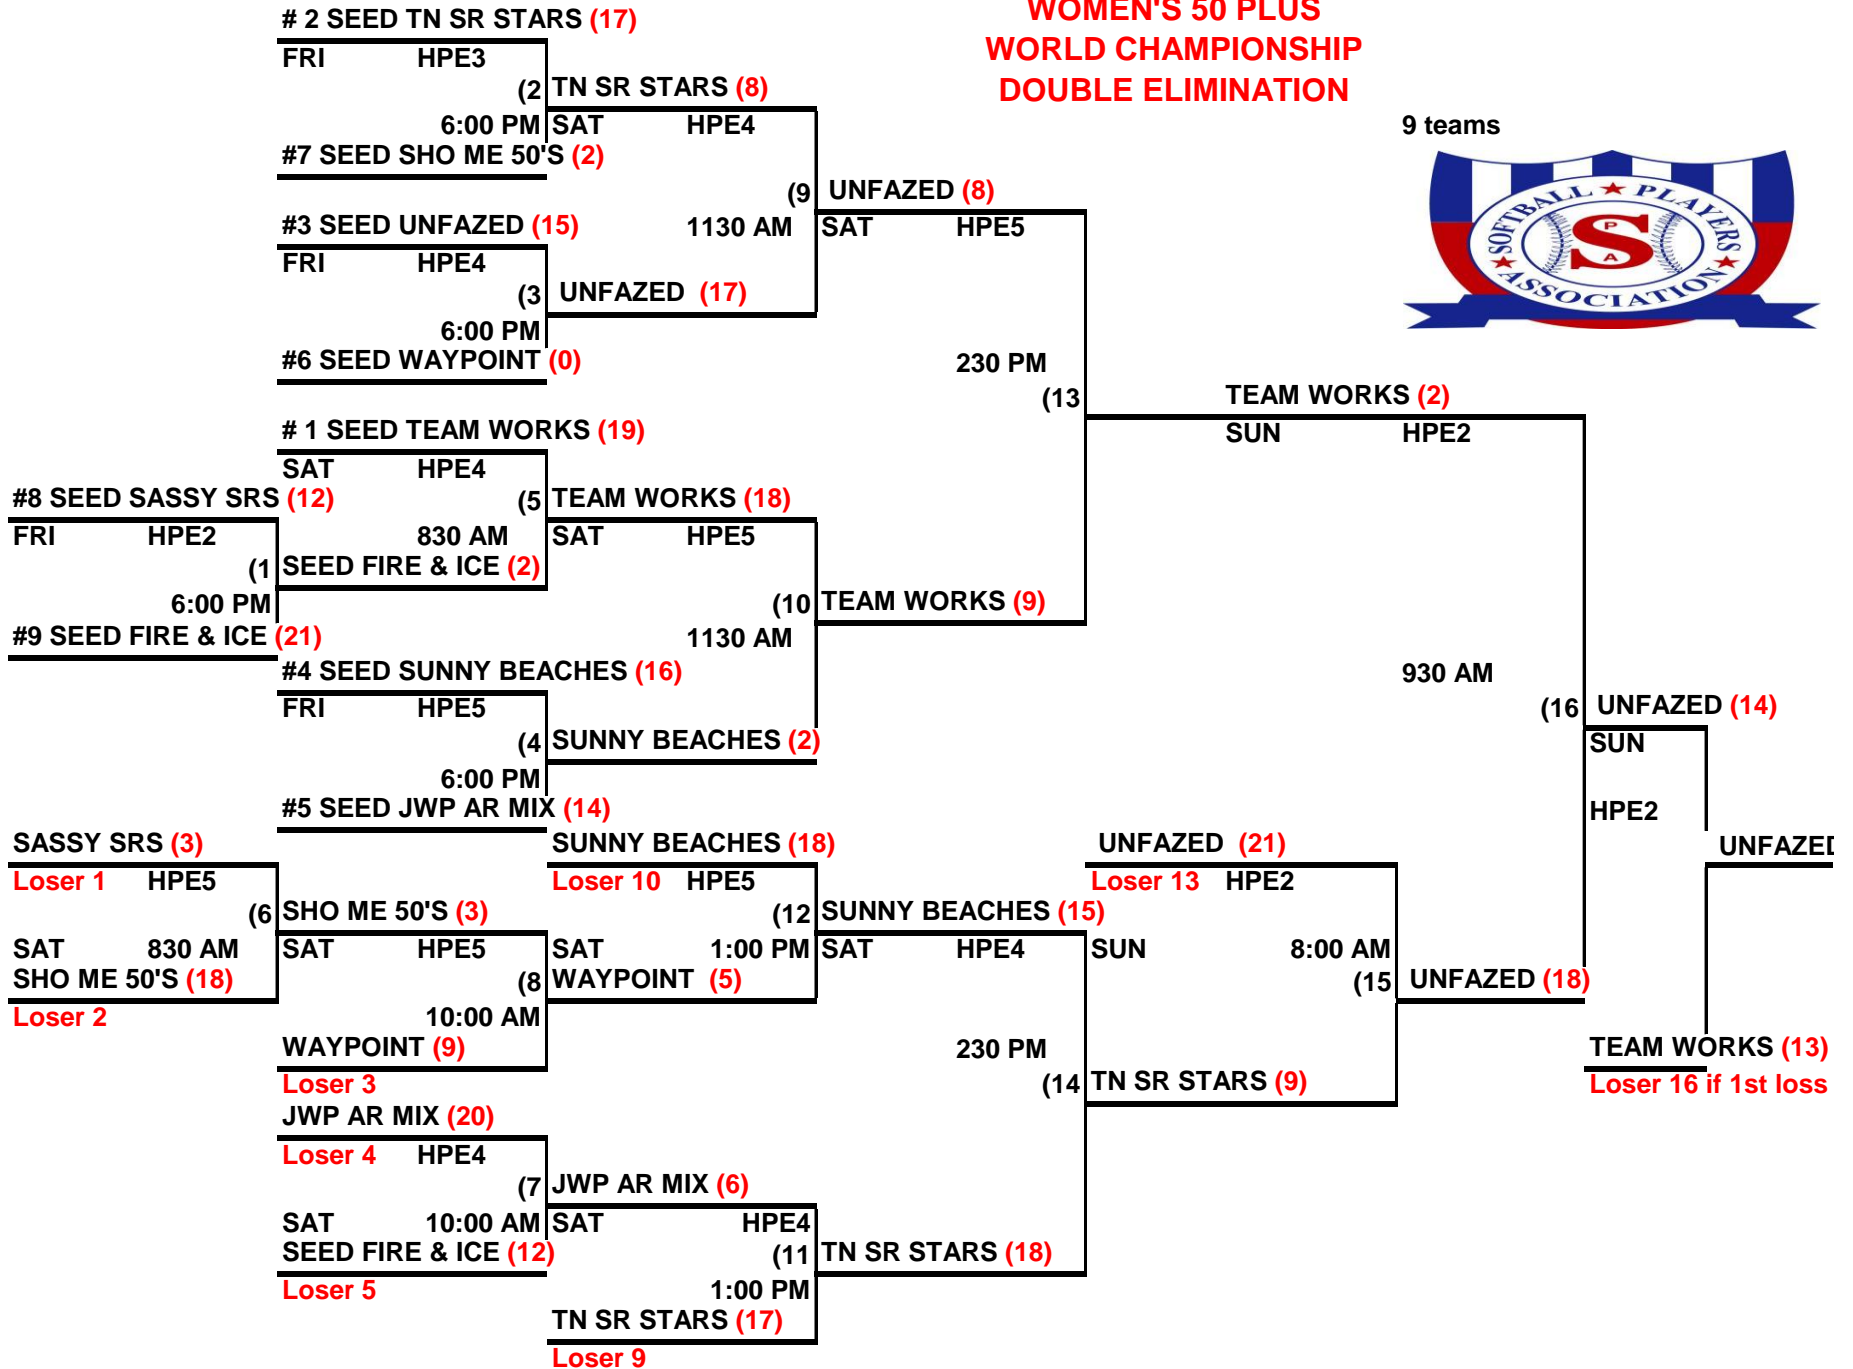 WOMEN'S 50 PLUS
WORLD CHAMPIONSHIP
DOUBLE ELIMINATION
9 teams
SOFTBALL ★ PLAYERS ★ ASSOCIATION ★
S
P
A
# 2 SEED TN SR STARS (17)
FRI HPE3
(2 TN SR STARS (8)
6:00 PM SAT HPE4
#7 SEED SHO ME 50'S (2)
(9 UNFAZED (8)
#3 SEED UNFAZED (15) 1130 AM SAT HPE5
FRI HPE4
(3 UNFAZED (17)
6:00 PM
#6 SEED WAYPOINT (0) 230 PM
(13 TEAM WORKS (2)
# 1 SEED TEAM WORKS (19) SUN HPE2
SAT HPE4
#8 SEED SASSY SRS (12) (5 TEAM WORKS (18)
FRI HPE2 830 AM SAT HPE5
(1 SEED FIRE & ICE (2)
6:00 PM (10 TEAM WORKS (9)
#9 SEED FIRE & ICE (21) 1130 AM
#4 SEED SUNNY BEACHES (16) 930 AM
FRI HPE5 (16 UNFAZED (14)
(4 SUNNY BEACHES (2) SUN
6:00 PM
#5 SEED JWP AR MIX (14) HPE2
SASSY SRS (3) SUNNY BEACHES (18) UNFAZED (21) UNFAZED
Loser 1 HPE5 Loser 10 HPE5 Loser 13 HPE2
(6 SHO ME 50'S (3) (12 SUNNY BEACHES (15)
SAT 830 AM SAT HPE5 SAT 1:00 PM SAT HPE4 SUN 8:00 AM
SHO ME 50'S (18) (8 WAYPOINT (5) (15 UNFAZED (18)
Loser 2 10:00 AM
WAYPOINT (9) 230 PM TEAM WORKS (13)
Loser 3 (14 TN SR STARS (9) Loser 16 if 1st loss
JWP AR MIX (20)
Loser 4 HPE4
(7 JWP AR MIX (6)
SAT 10:00 AM SAT HPE4
SEED FIRE & ICE (12) (11 TN SR STARS (18)
Loser 5 1:00 PM
TN SR STARS (17)
Loser 9